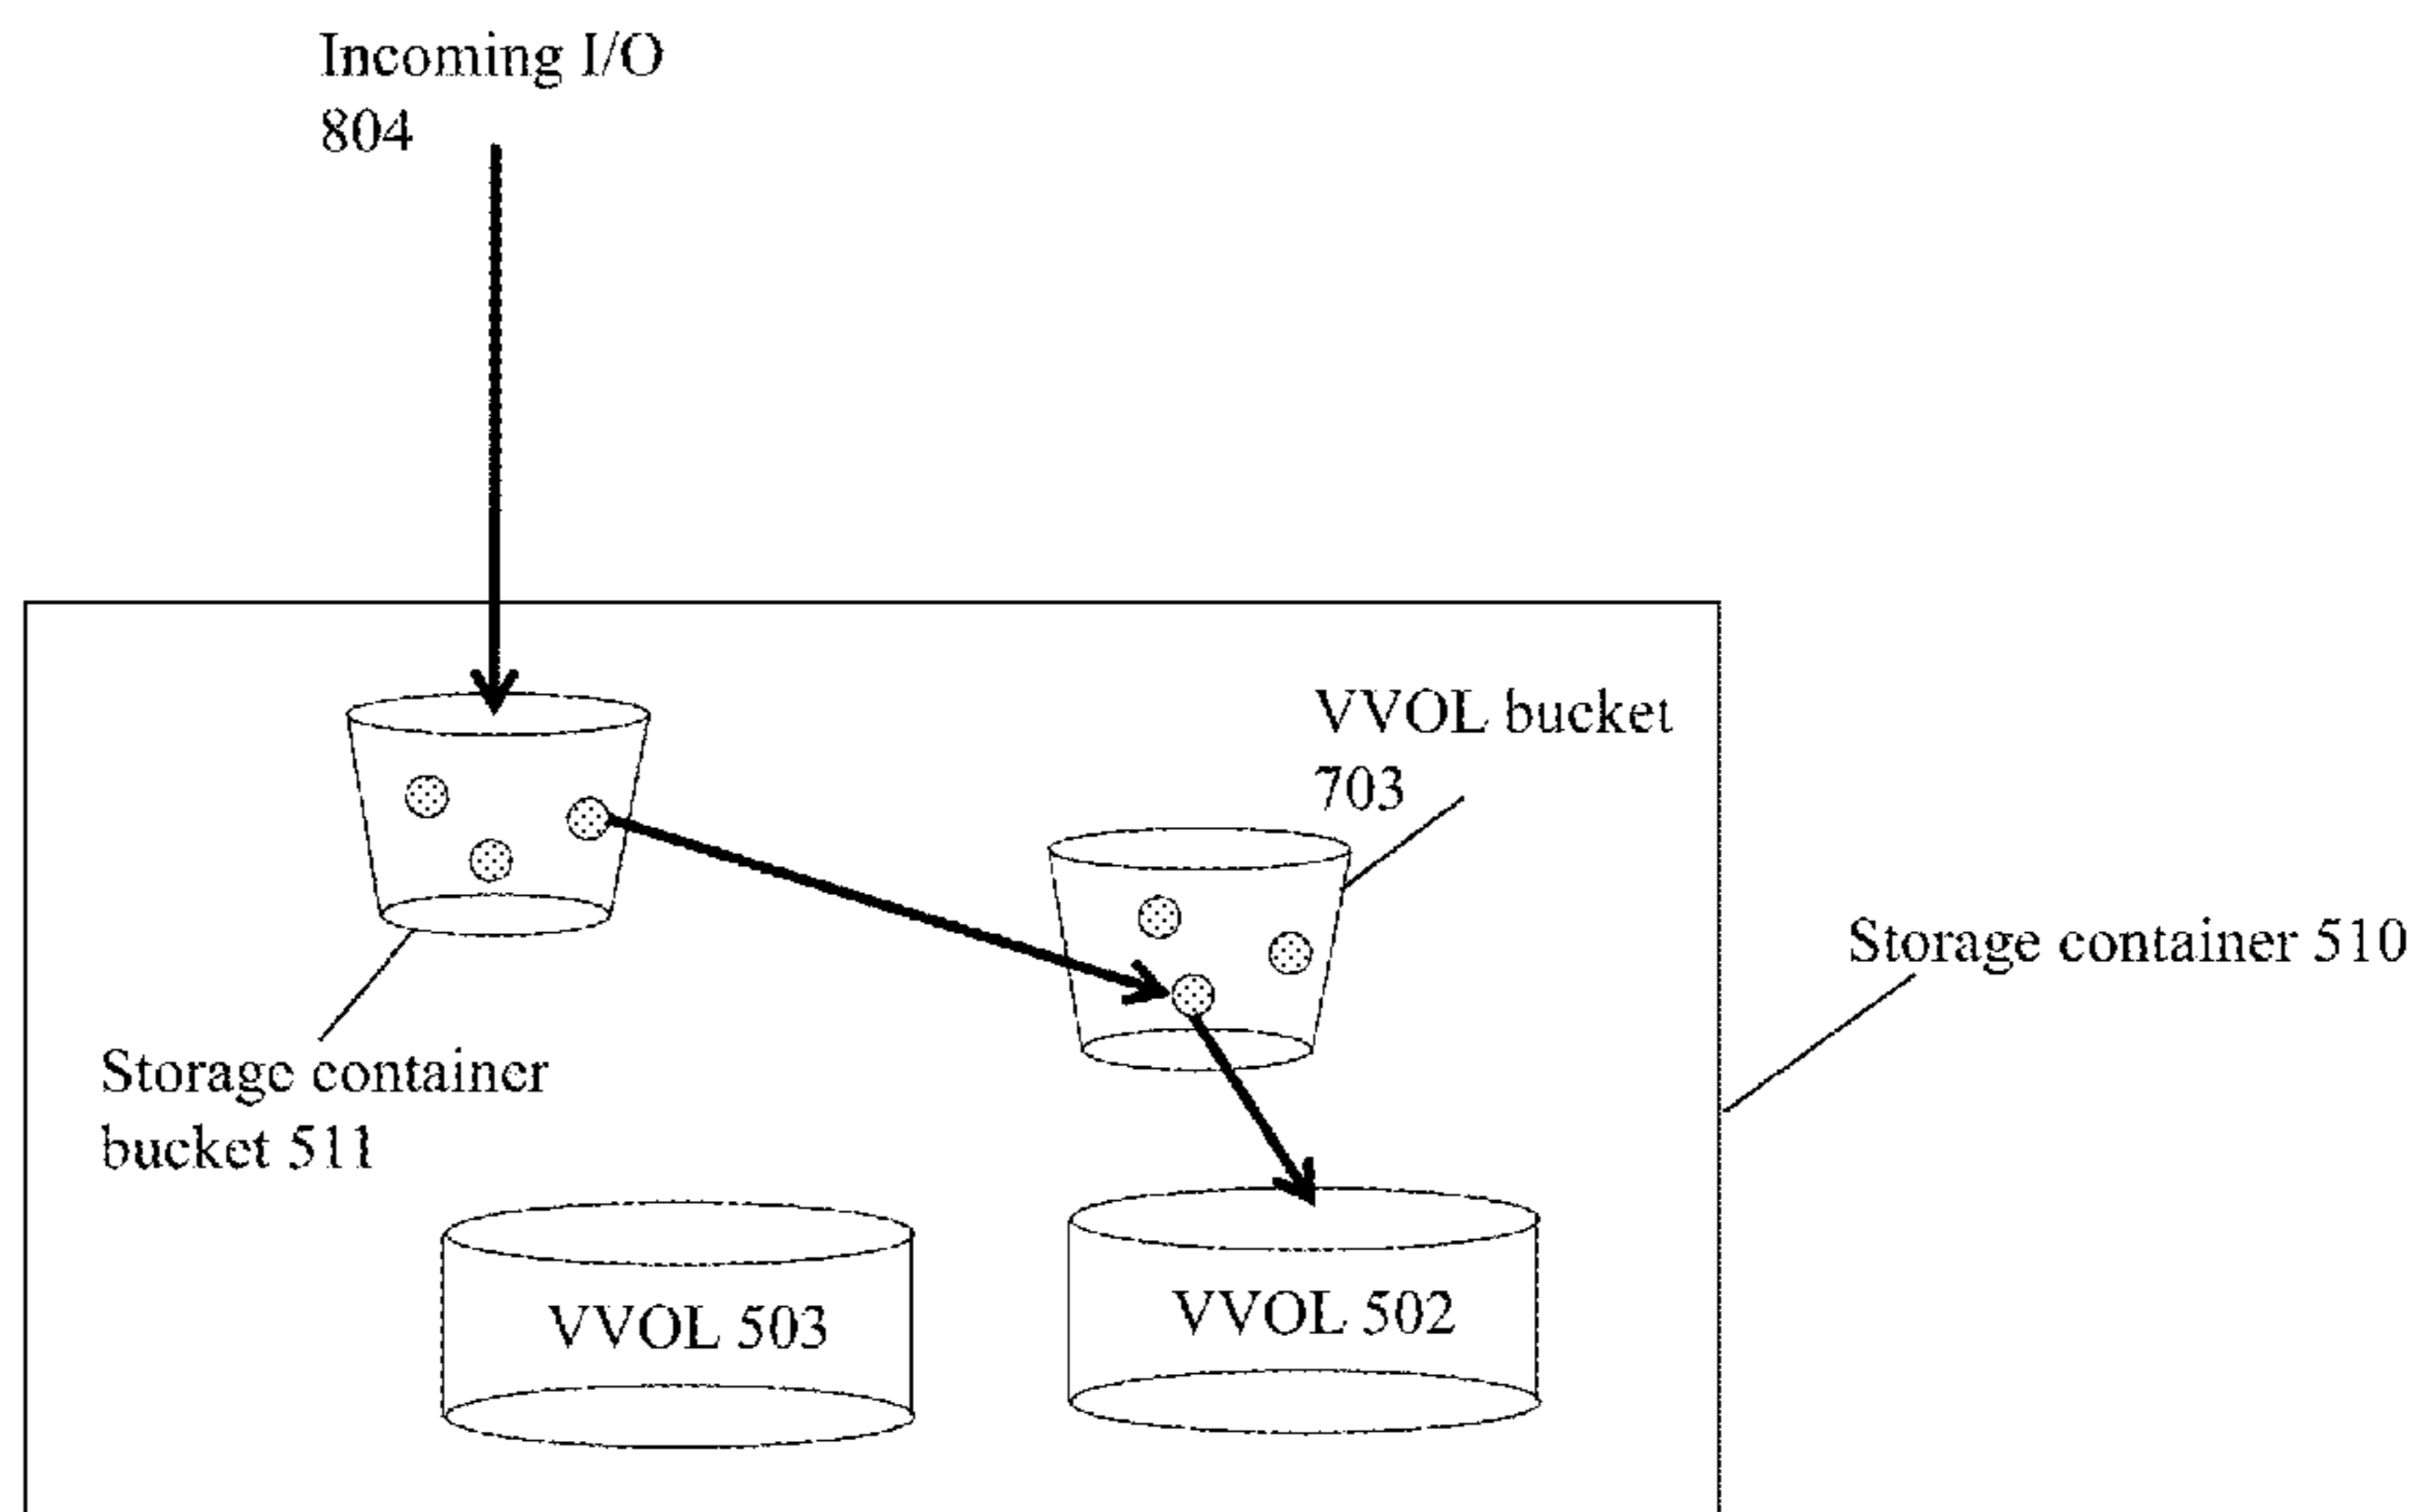 Incoming I/O
804
VVOL bucket
703
Storage container 510
Storage container
bucket 511
VVOL 503
VVOL 502